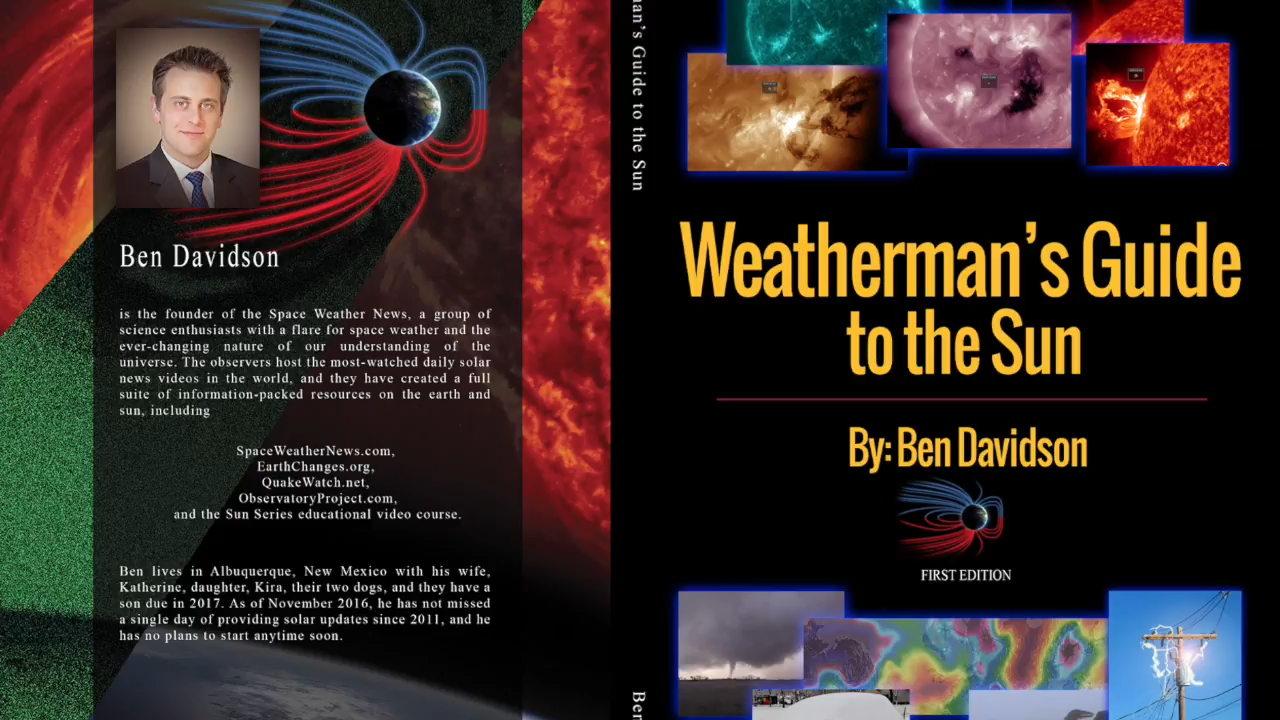 Ben Davidson
is the founder of the Space Weather News, a group of
science enthusiasts with a flare for space weather and the
ever-changing nature of our understanding of the
universe. The observers host the most-watched daily solar
news videos in the world, and they have created a full
suite of information-packed resources on the earth and
sun, including
SpaceWeatherNews.com,
EarthChanges.org,
QuakeWatch.net,
ObservatoryProject.com,
and the Sun Series educational video course.
Ben lives in Albuquerque, New Mexico with his wife,
Katherine, daughter, Kira, their two dogs, and they have a
son due in 2017. As of November 2016, he has not missed
a single day of providing solar updates since 2011, and he
has no plans to start anytime soon.
man's Guide to the Sun
Ben
Weatherman's Guide
to the Sun
By: Ben Davidson
FIRST EDITION